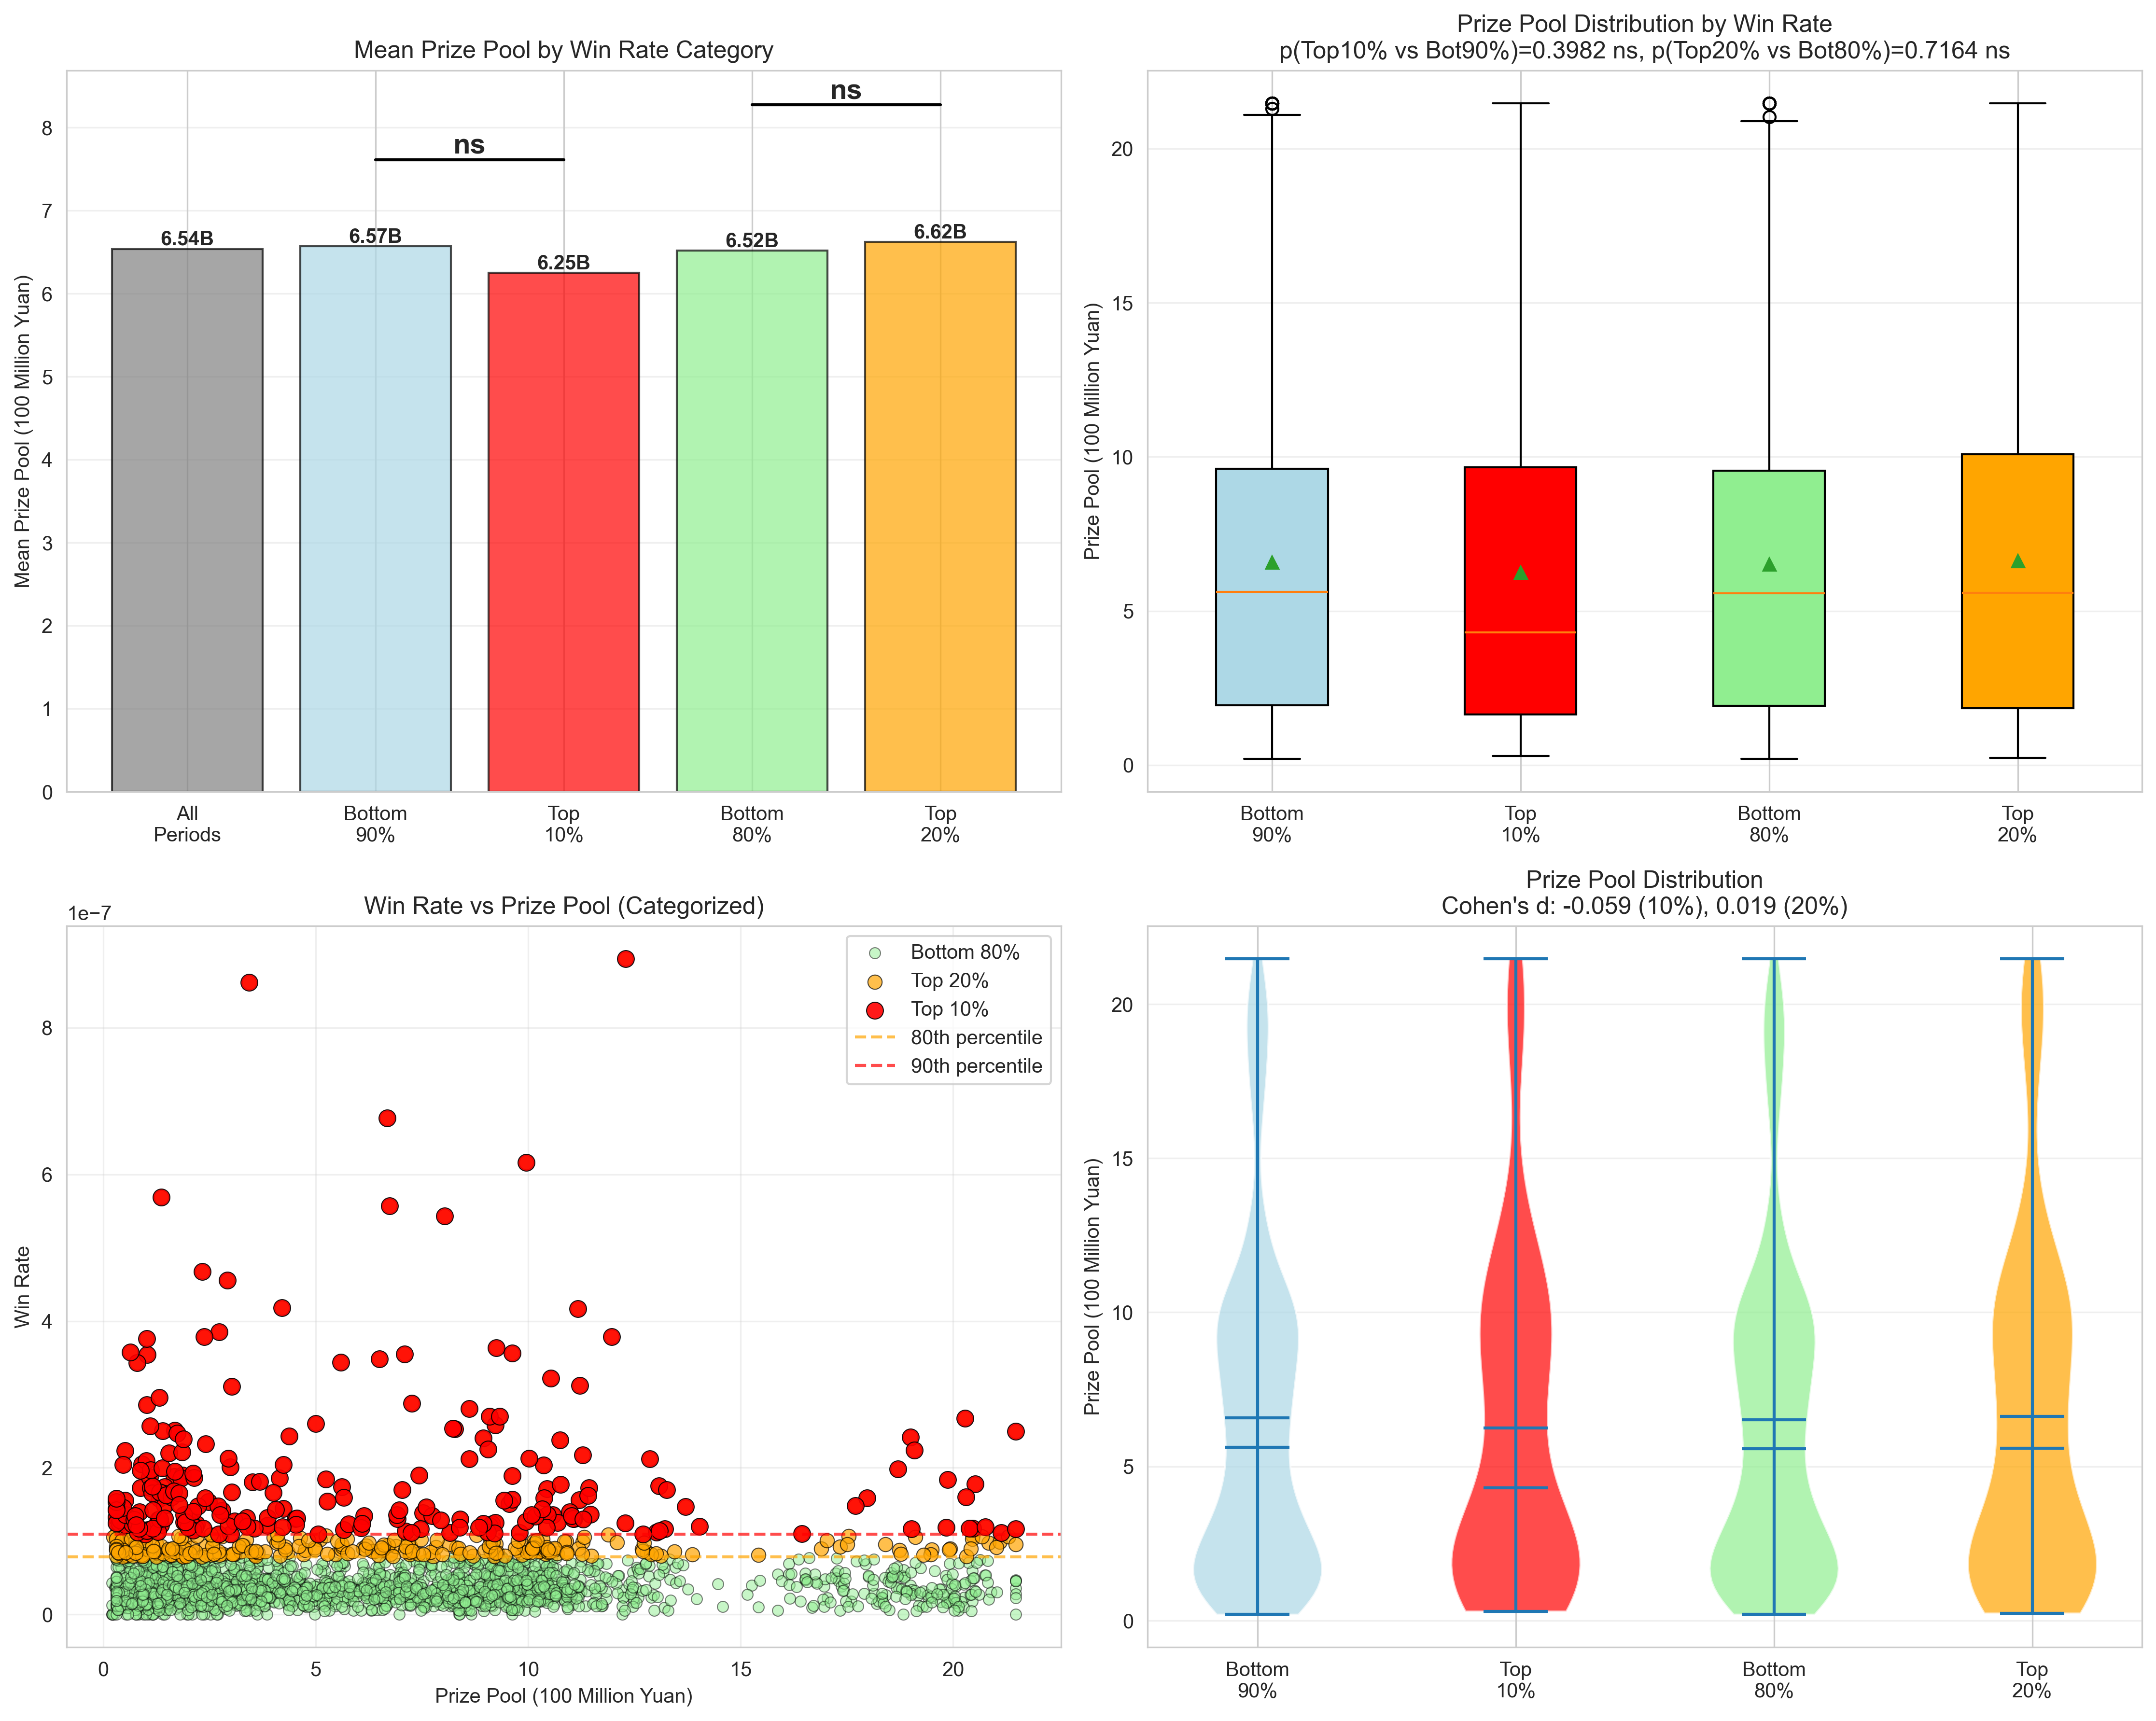 Mean Prize Pool by Win Rate Category
Mean Prize Pool (100 Million Yuan)
8
7
6
5
4
3
2
1
0
ns
ns
6.54B
6.57B
6.25B
6.52B
6.62B
All
Periods
Bottom
90%
Top
10%
Bottom
80%
Top
20%
Prize Pool Distribution by Win Rate
p(Top10% vs Bot90%)=0.3982 ns, p(Top20% vs Bot80%)=0.7164 ns
Prize Pool (100 Million Yuan)
20
15
10
5
0
Bottom
90%
Top
10%
Bottom
80%
Top
20%
Win Rate vs Prize Pool (Categorized)
1e−7
Win Rate
8
6
4
2
0
Bottom 80%
Top 20%
Top 10%
80th percentile
90th percentile
0
5
10
15
20
Prize Pool (100 Million Yuan)
Prize Pool Distribution
Cohen's d: -0.059 (10%), 0.019 (20%)
Prize Pool (100 Million Yuan)
20
15
10
5
0
Bottom
90%
Top
10%
Bottom
80%
Top
20%